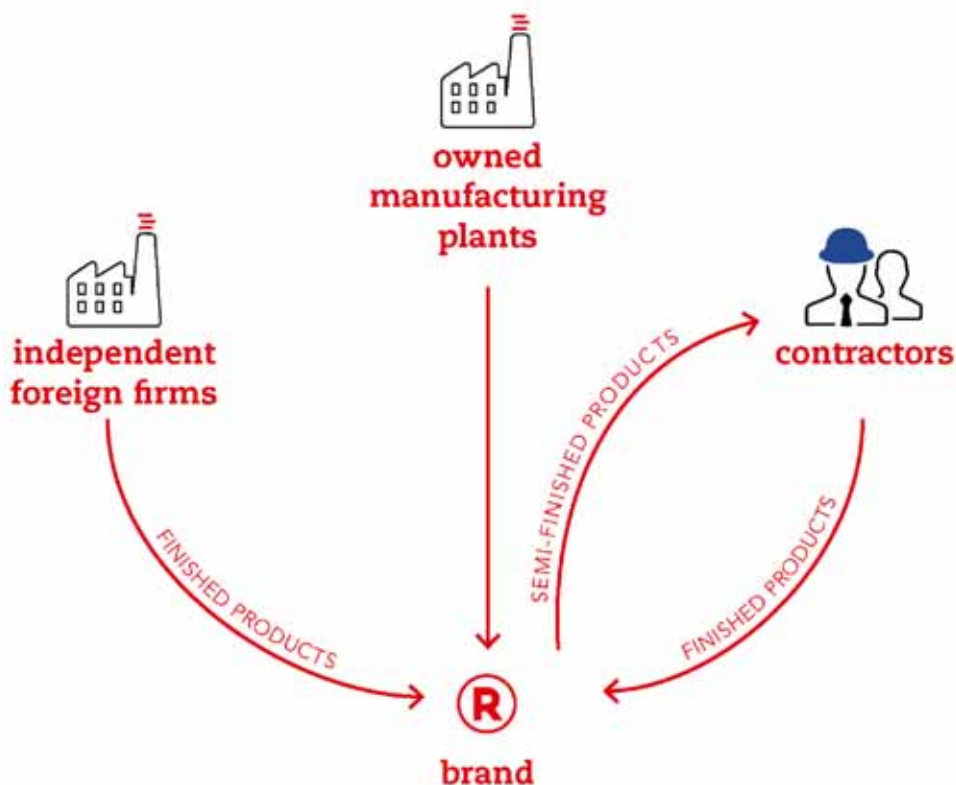 owned
manufacturing
plants
independent
foreign firms
contractors
FINISHED PRODUCTS
SEMI-FINISHED PRODUCTS
FINISHED PRODUCTS
R
brand